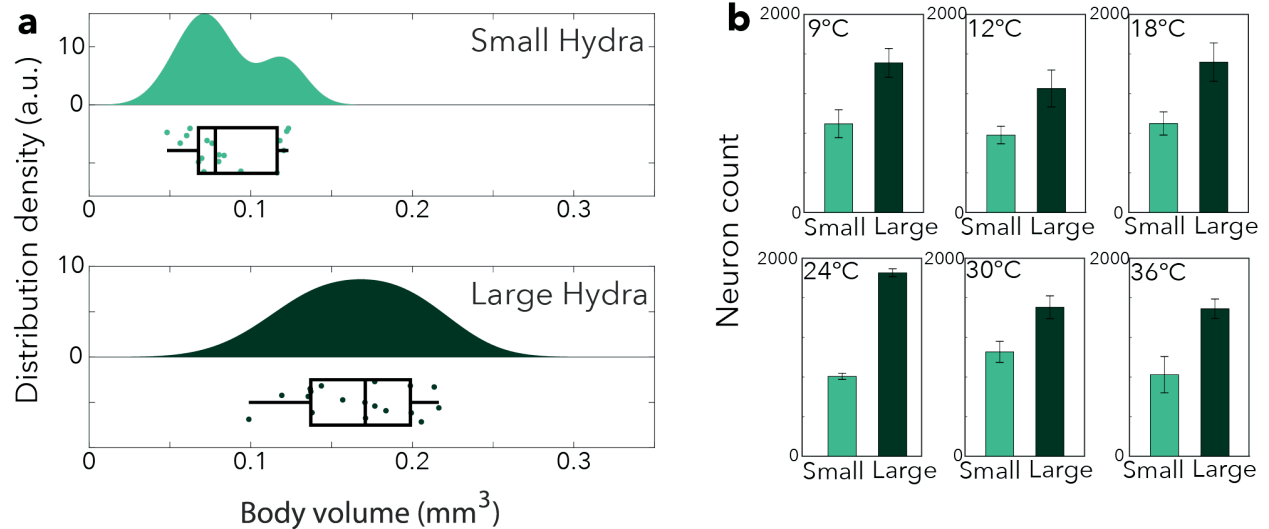 a
Distribution density (a.u.)
10
0
Small Hydra
0
0.1
0.2
0.3
10
0
Large Hydra
0
0.1
0.2
0.3
Body volume (mm³)
b
Neuron count
2000
9°C
0
Small Large
2000
12°C
0
Small Large
2000
18°C
0
Small Large
2000
24°C
0
Small Large
2000
30°C
0
Small Large
2000
36°C
0
Small Large